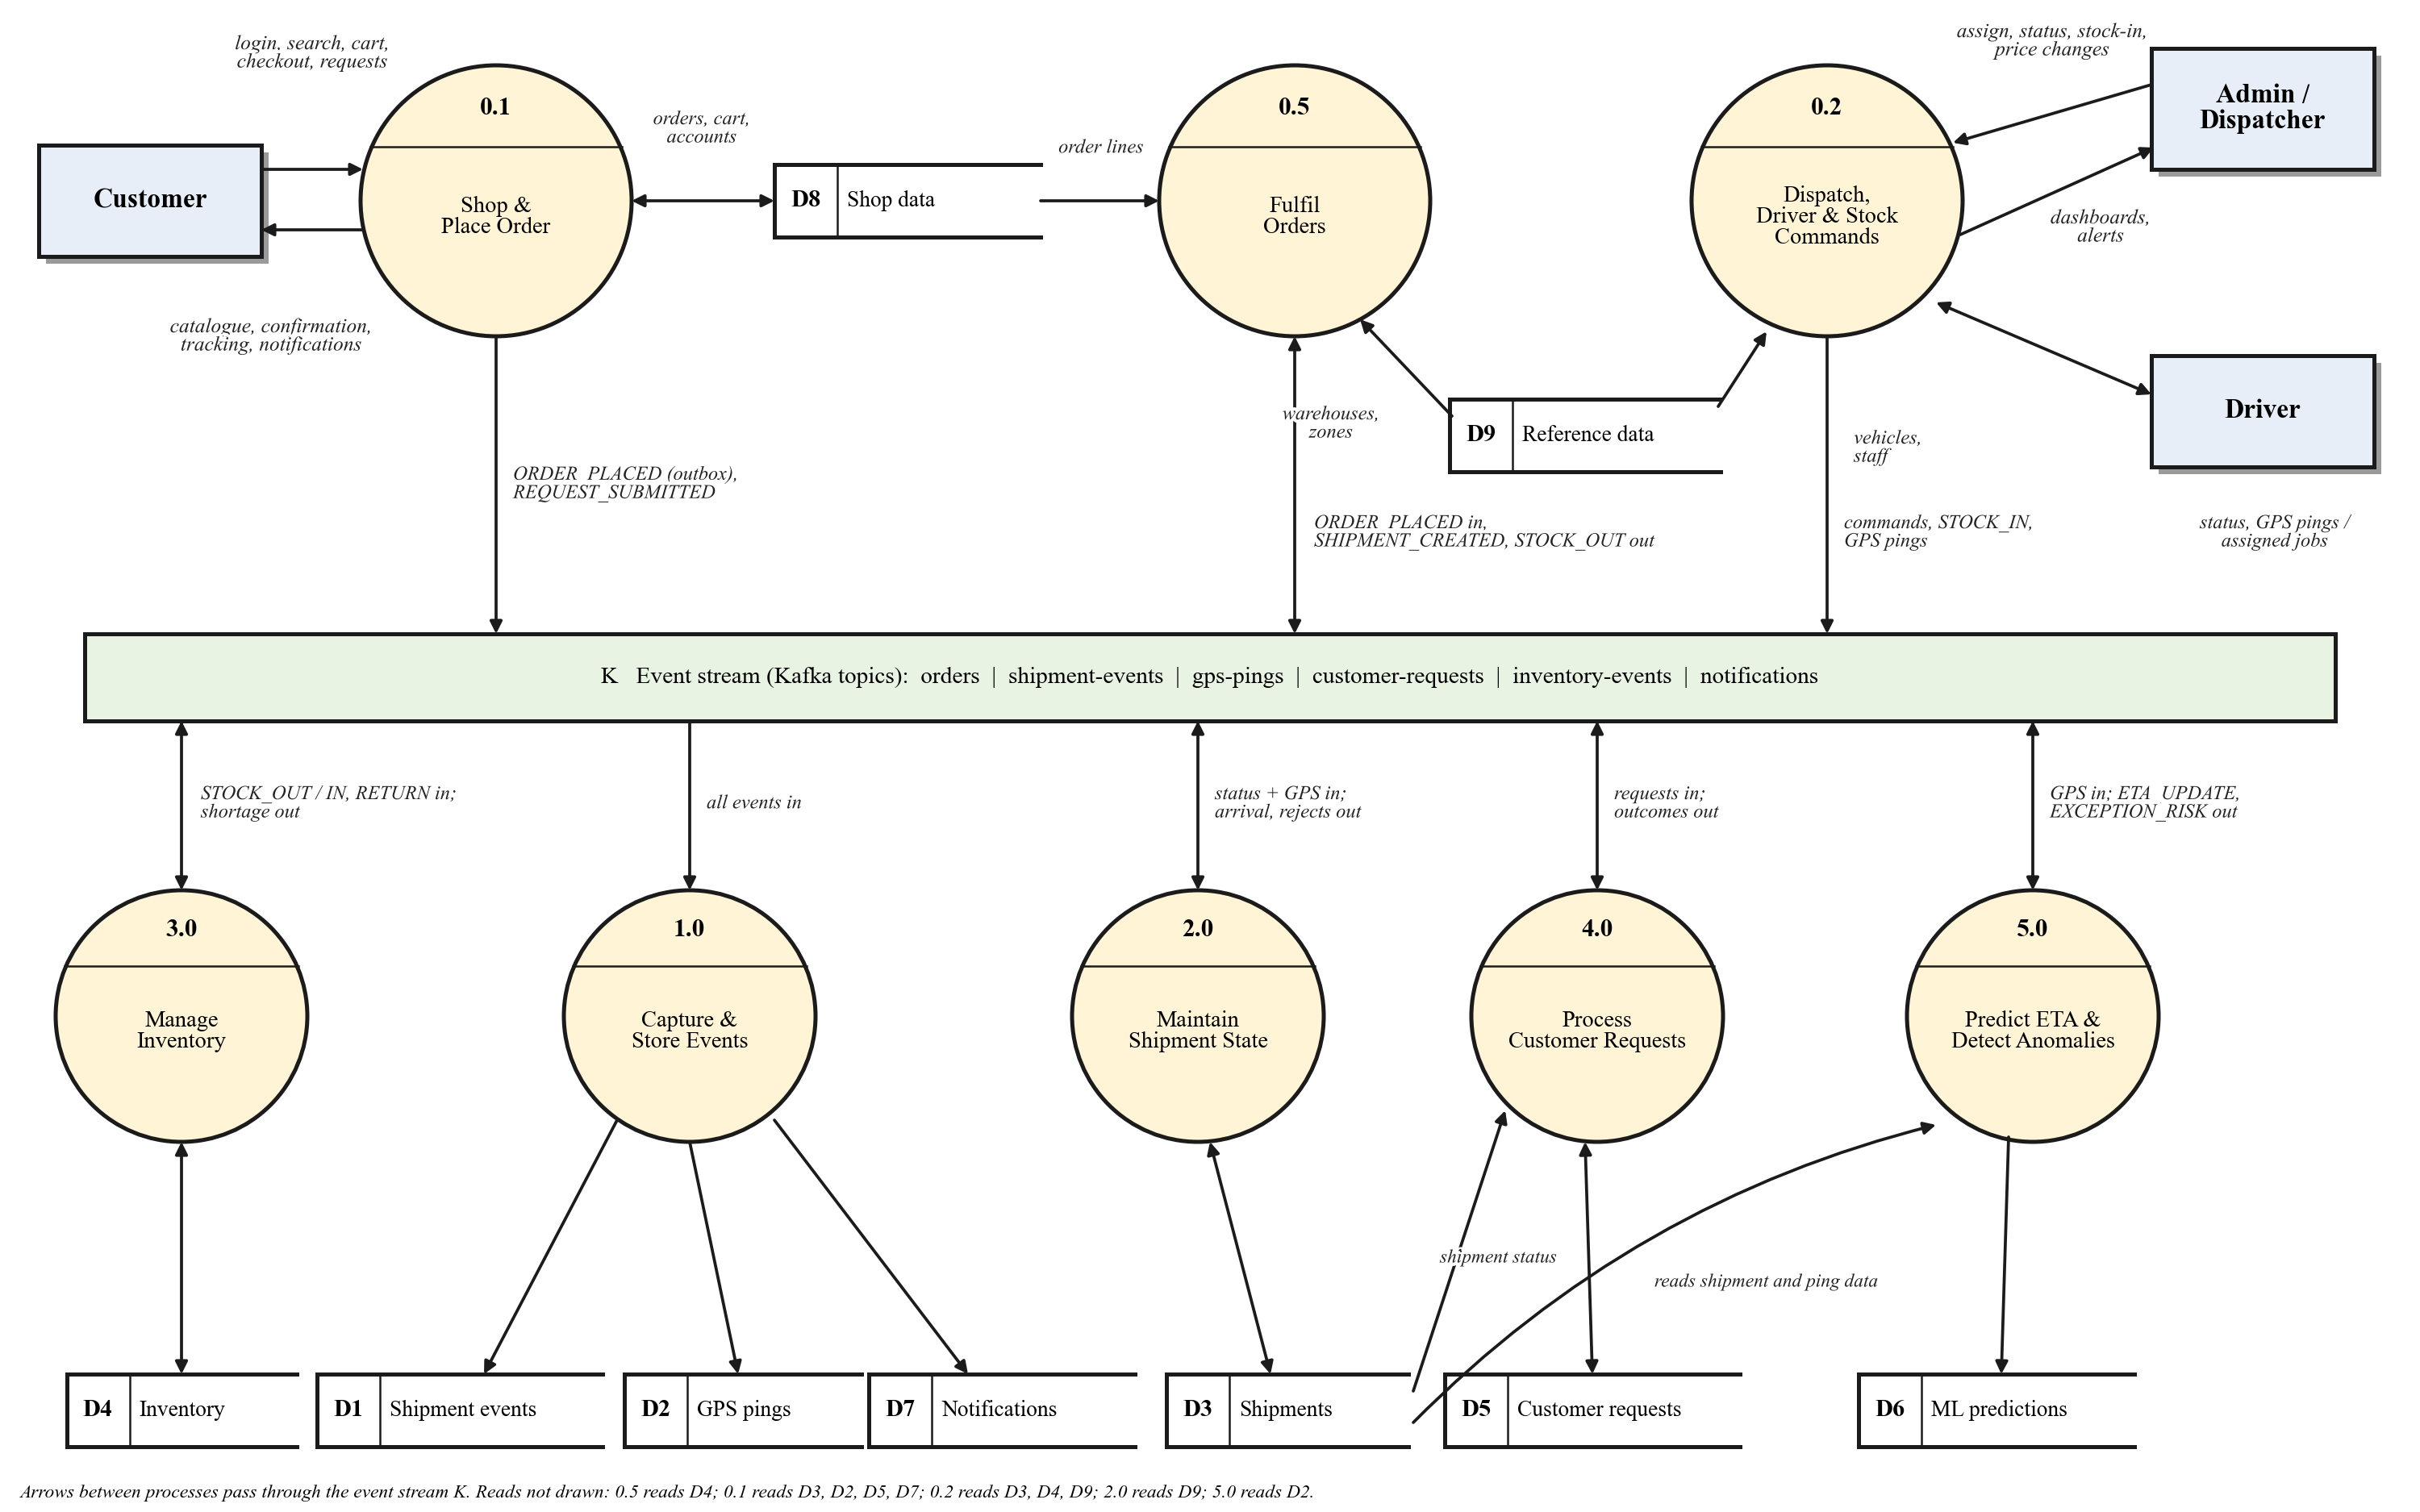 login, search, cart,
checkout, requests
assign, status, stock-in,
price changes
0.1
0.5
0.2
Admin /
Dispatcher
orders, cart,
accounts
order lines
Customer
Shop &
Place Order
D8 Shop data
Fulfil
Orders
Dispatch,
Driver & Stock
Commands
dashboards,
alerts
catalogue, confirmation,
tracking, notifications
warehouses,
zones
D9 Reference data
vehicles,
staff
Driver
ORDER_PLACED (outbox),
REQUEST_SUBMITTED
ORDER_PLACED in,
SHIPMENT_CREATED, STOCK_OUT out
commands, STOCK_IN,
GPS pings
status, GPS pings /
assigned jobs
K Event stream (Kafka topics): orders | shipment-events | gps-pings | customer-requests | inventory-events | notifications
STOCK_OUT / IN, RETURN in;
shortage out
all events in
status + GPS in;
arrival, rejects out
requests in;
outcomes out
GPS in; ETA_UPDATE,
EXCEPTION_RISK out
3.0
1.0
2.0
4.0
5.0
Manage
Inventory
Capture &
Store Events
Maintain
Shipment State
Process
Customer Requests
Predict ETA &
Detect Anomalies
shipment status
reads shipment and ping data
D4 Inventory
D1 Shipment events
D2 GPS pings
D7 Notifications
D3 Shipments
D5 Customer requests
D6 ML predictions
Arrows between processes pass through the event stream K. Reads not drawn: 0.5 reads D4; 0.1 reads D3, D2, D5, D7; 0.2 reads D3, D4, D9; 2.0 reads D9; 5.0 reads D2.